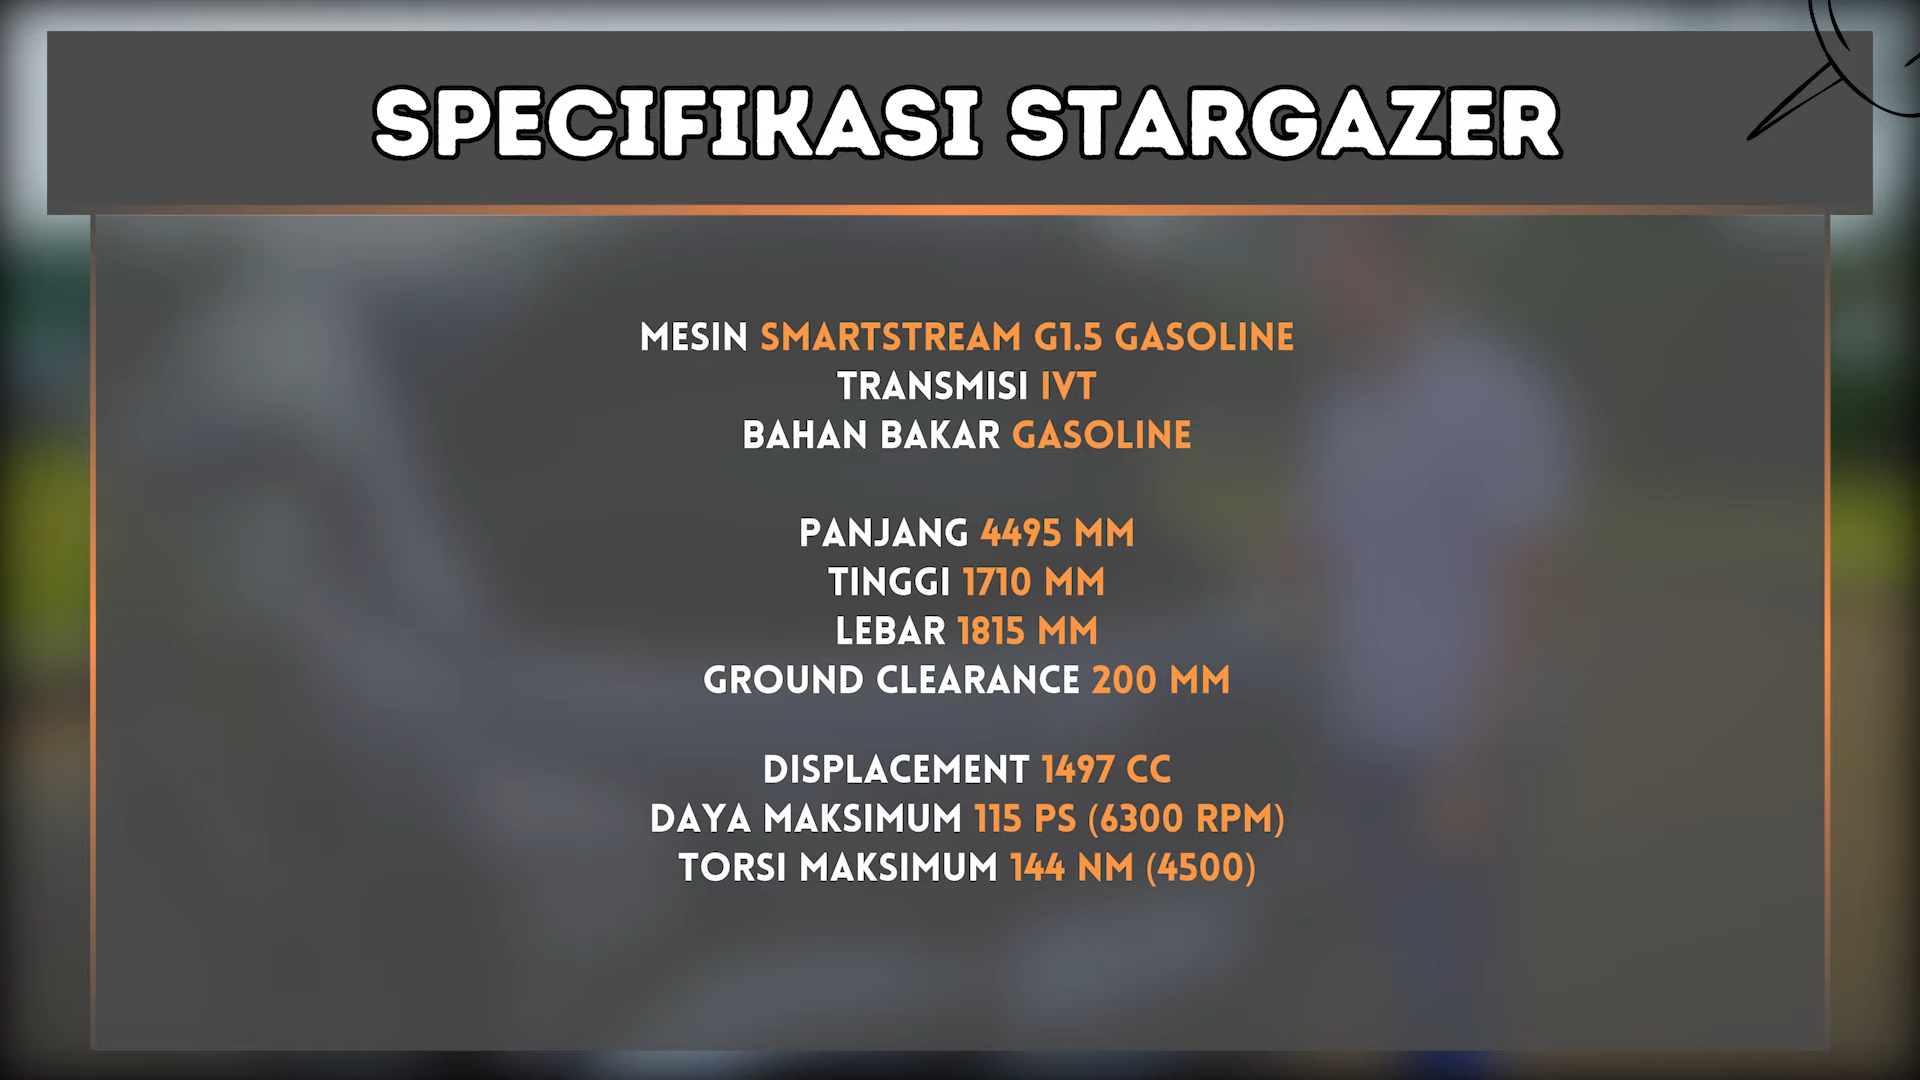 SPECIFIKASI STARGAZER
MESIN SMARTSTREAM G1.5 GASOLINE
TRANSMISI IVT
BAHAN BAKAR GASOLINE
PANJANG 4495 MM
TINGGI 1710 MM
LEBAR 1815 MM
GROUND CLEARANCE 200 MM
DISPLACEMENT 1497 CC
DAYA MAKSIMUM 115 PS (6300 RPM)
TORSI MAKSIMUM 144 NM (4500)